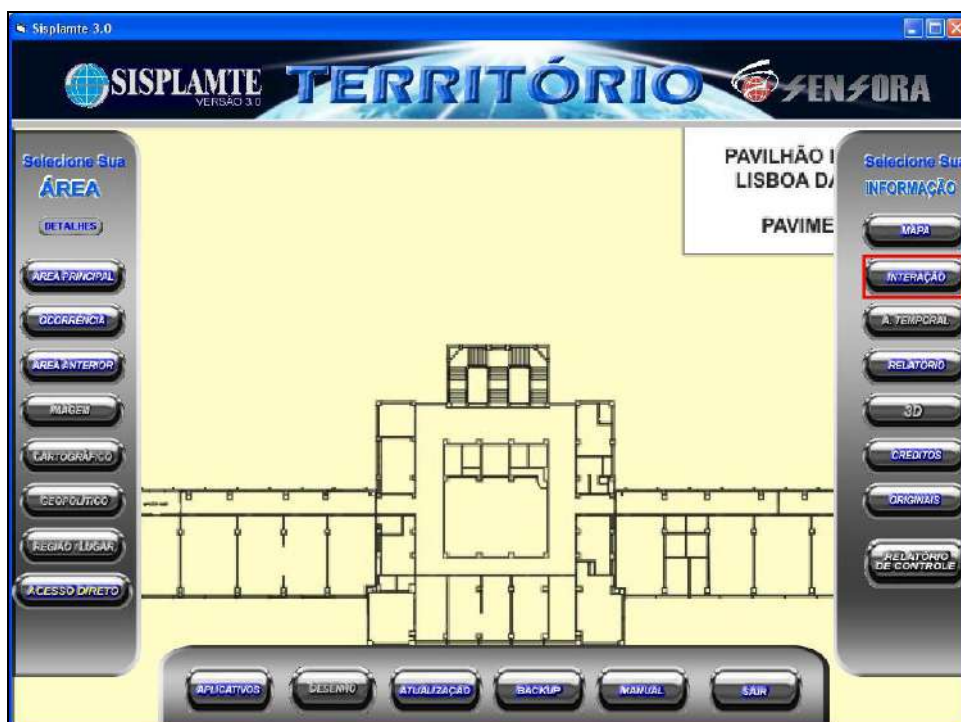 Sisplamte 3.0
SISPLAMTE
VERSÃO 3.0
TERRITÓRIO
SENSORA
Selecione Sua
ÁREA
DETALHES
ÁREA PRINCIPAL
OCORRÊNCIA
ÁREA ANTERIOR
IMAGEM
CARTOGRÁFICO
GEOPOLÍTICO
REGIÃO / LUGAR
ACESSO DIRETO
PAVILHÃO
LISBOA DA
PAVIME
Selecione Sua
INFORMAÇÃO
MAPA
INTERAÇÃO
A. TEMPORAL
RELATÓRIO
3D
CRÉDITOS
ORIGINAIS
RELATÓRIO
DE CONTROLE
APLICATIVOS
DESENHO
ATUALIZAÇÃO
BACKUP
MANUAL
SAIR